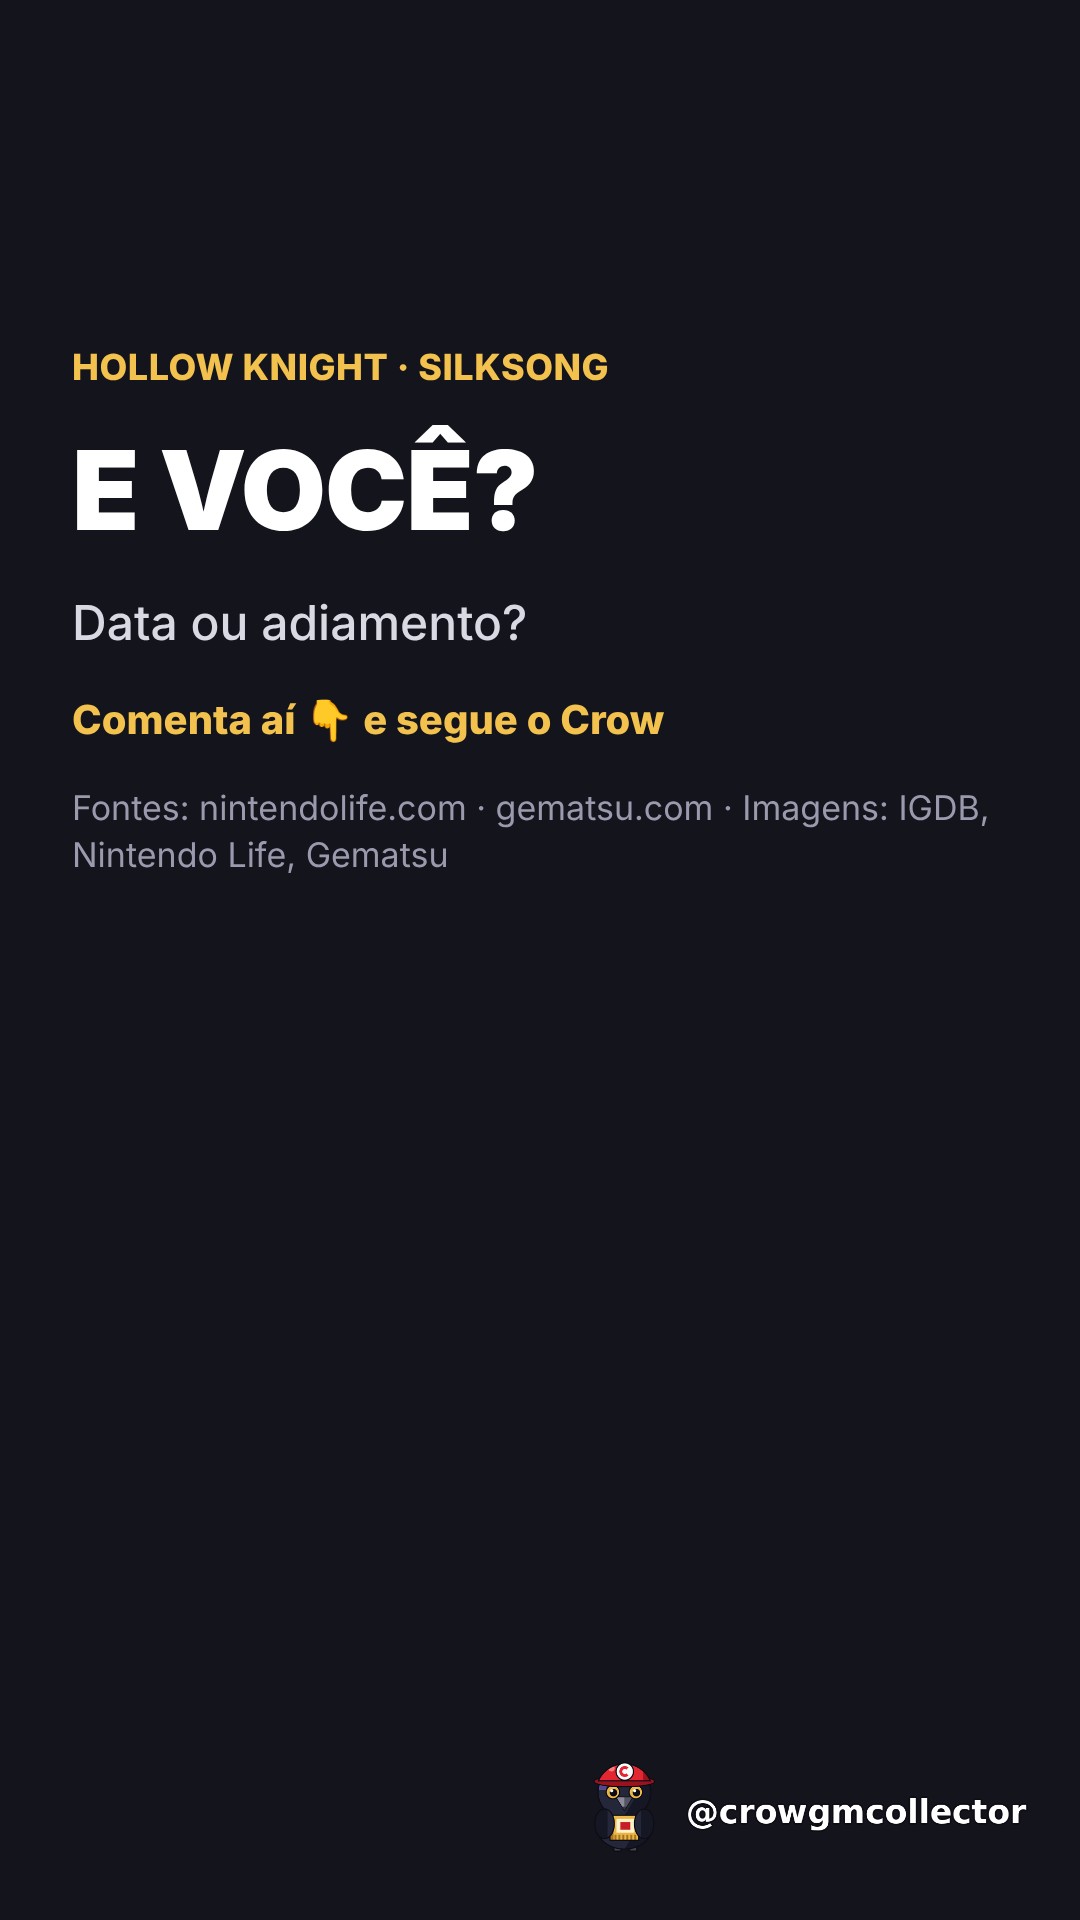 HOLLOW KNIGHT · SILKSONG
E VOCÊ?
Data ou adiamento?
Comenta aí 👇 e segue o Crow
Fontes: nintendolife.com · gematsu.com · Imagens: IGDB,
Nintendo Life, Gematsu
C
@crowgmcollector